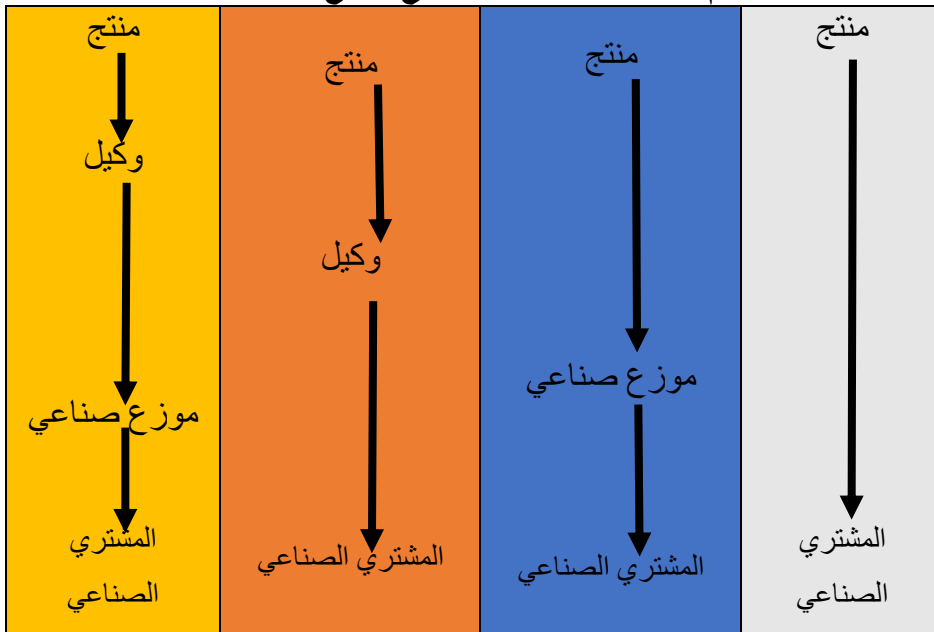 منتج
المشتري
الصناعي
منتج
موزع صناعي
المشتري الصناعي
منتج
وكيل
المشتري الصناعي
منتج
وكيل
موزع صناعي
المشتري
الصناعي